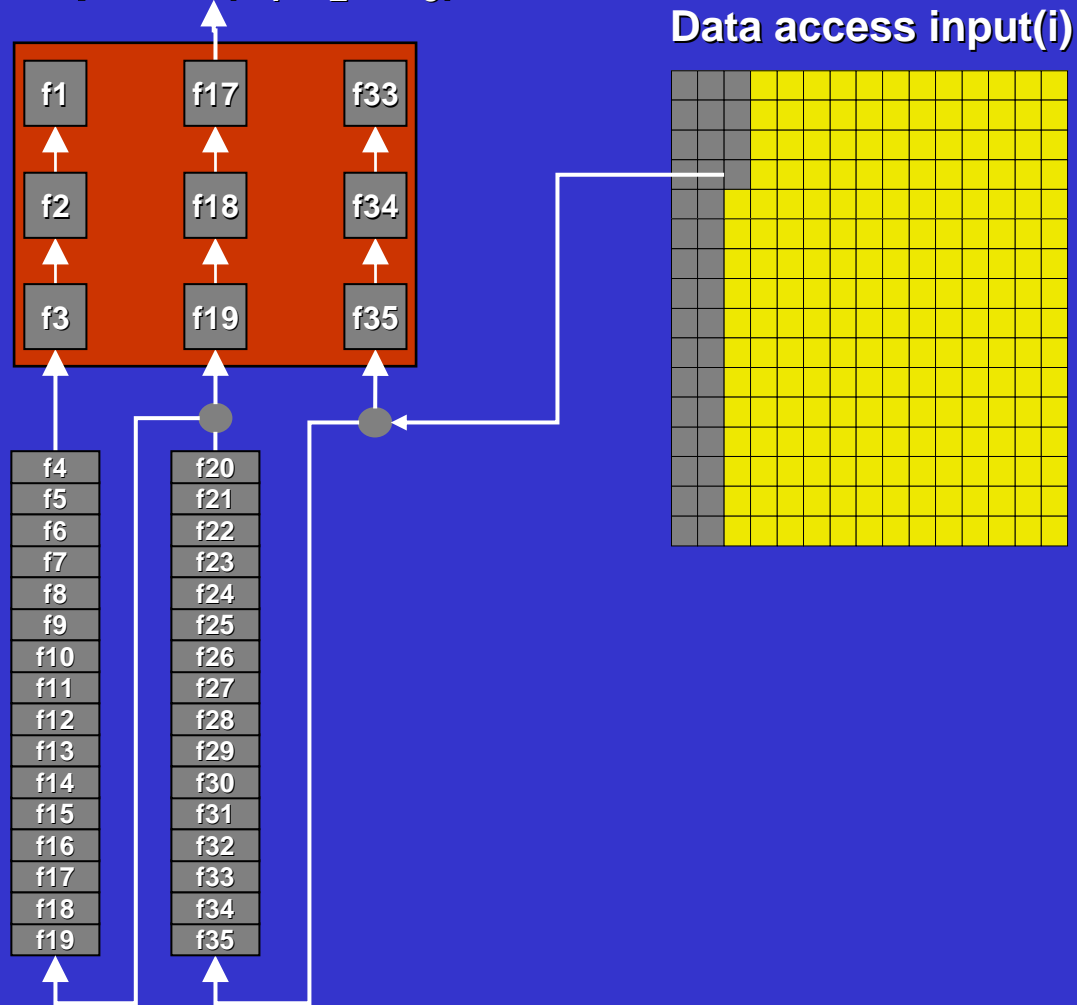 Data access input(i)
f1 f17 f33
f2 f18 f34
f3 f19 f35
f4 f20
f5 f21
f6 f22
f7 f23
f8 f24
f9 f25
f10 f26
f11 f27
f12 f28
f13 f29
f14 f30
f15 f31
f16 f32
f17 f33
f18 f34
f19 f35